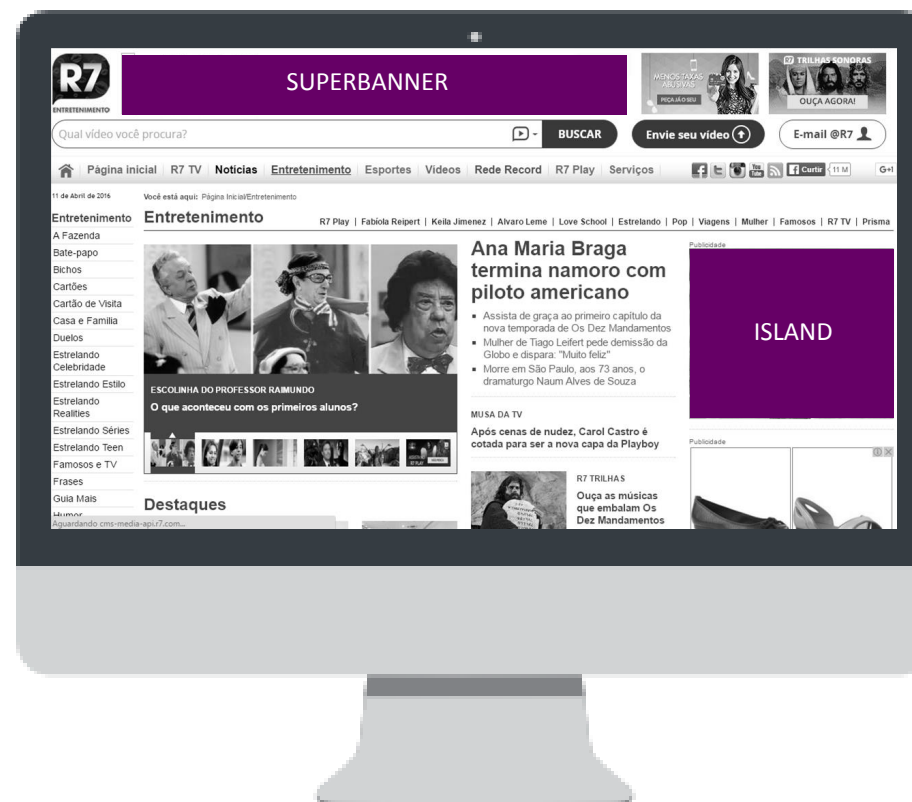 R7
ENTRETENIMENTO
SUPERBANNER
MENOS TAXAS
ABUSIVAS
PEÇA JÁ O SEU
R7 TRILHAS SONORAS
OUÇA AGORA!
Qual vídeo você procura?
BUSCAR
Envie seu vídeo
E-mail @R7
Página inicial
R7 TV
Notícias
Entretenimento
Esportes
Vídeos
Rede Record
R7 Play
Serviços
You Tube
Curtir
11 M
G+1
11 de Abril de 2016
Você está aqui: Página Inicial/Entretenimento
Entretenimento
A Fazenda
Bate-papo
Bichos
Cartões
Cartão de Visita
Casa e Família
Duelos
Estrelando
Celebridade
Estrelando Estilo
Estrelando
Realities
Estrelando Séries
Estrelando Teen
Famosos e TV
Frases
Guia Mais
Humor
Aguardando cms-media-api.r7.com...
Entretenimento
R7 Play | Fabíola Reipert | Keila Jimenez | Alvaro Leme | Love School | Estrelando | Pop | Viagens | Mulher | Famosos | R7 TV | Prisma
ESCOLINHA DO PROFESSOR RAIMUNDO
O que aconteceu com os primeiros alunos?
Destaques
Ana Maria Braga
termina namoro com
piloto americano
Assista de graça ao primeiro capítulo da
nova temporada de Os Dez Mandamentos
Mulher de Tiago Leifert pede demissão da
Globo e dispara: "Muito feliz"
Morre em São Paulo, aos 73 anos, o
dramaturgo Naum Alves de Souza
MUSA DA TV
Após cenas de nudez, Carol Castro é
cotada para ser a nova capa da Playboy
R7 TRILHAS
Ouça as músicas
que embalam Os
Dez Mandamentos
Publicidade
ISLAND
Publicidade